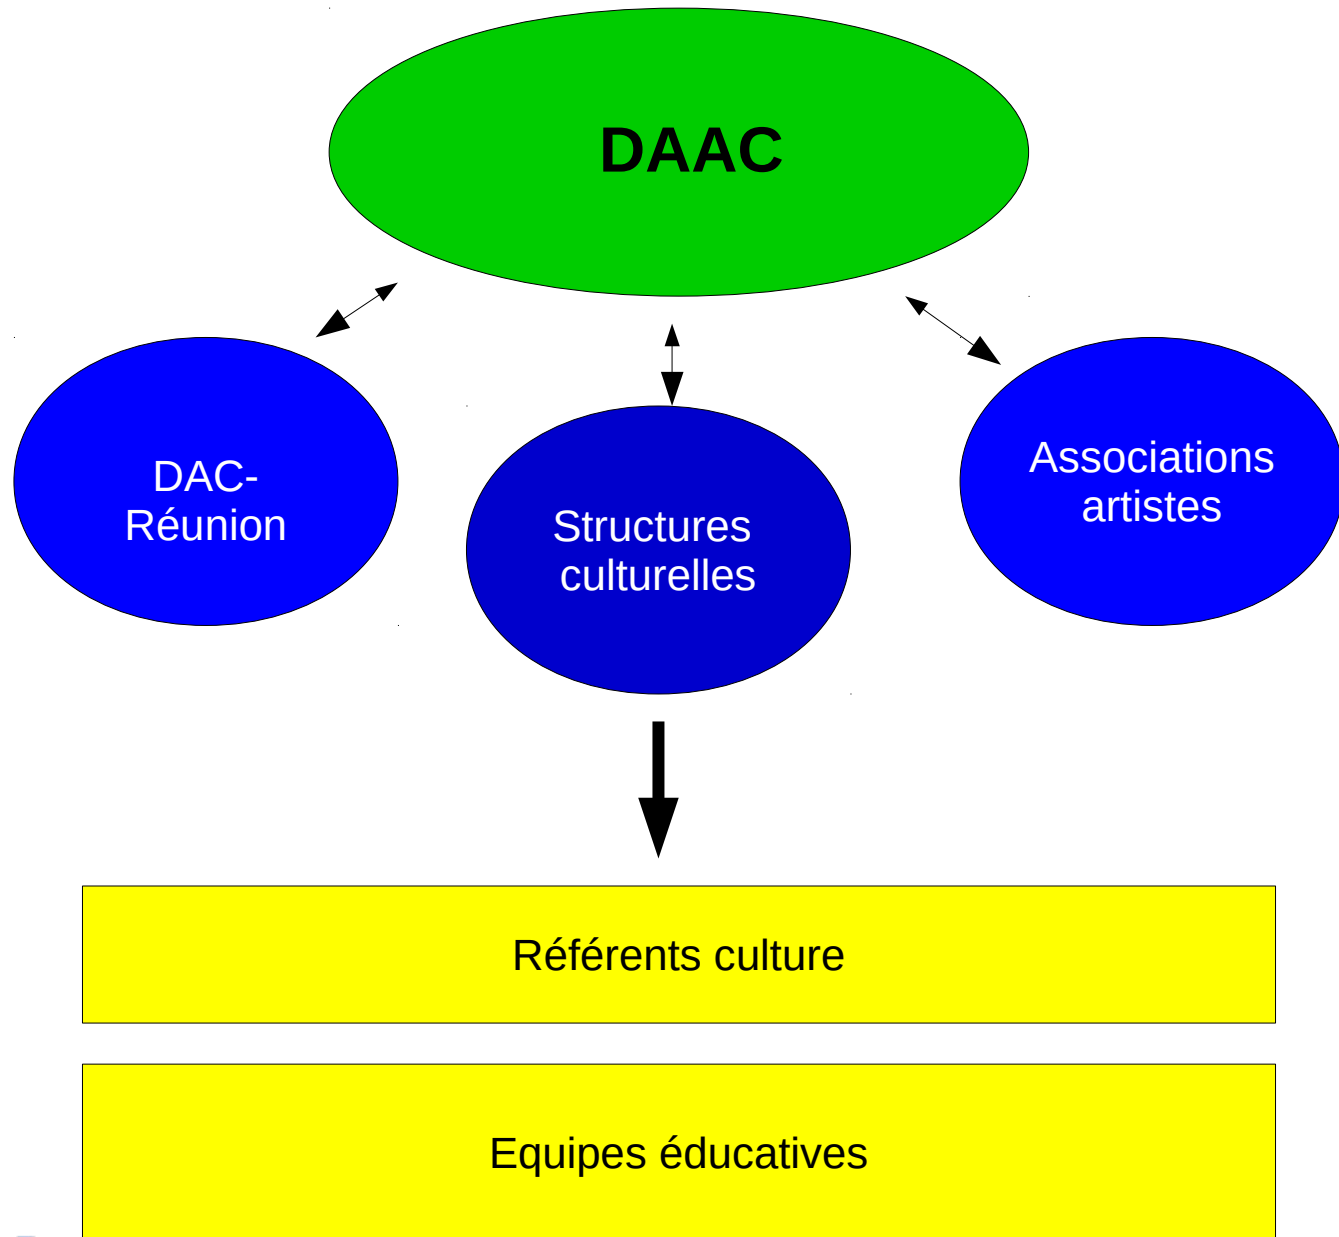 DAAC
DAC-
Réunion
Structures
culturelles
Associations
artistes
Référents culture
Equipes éducatives